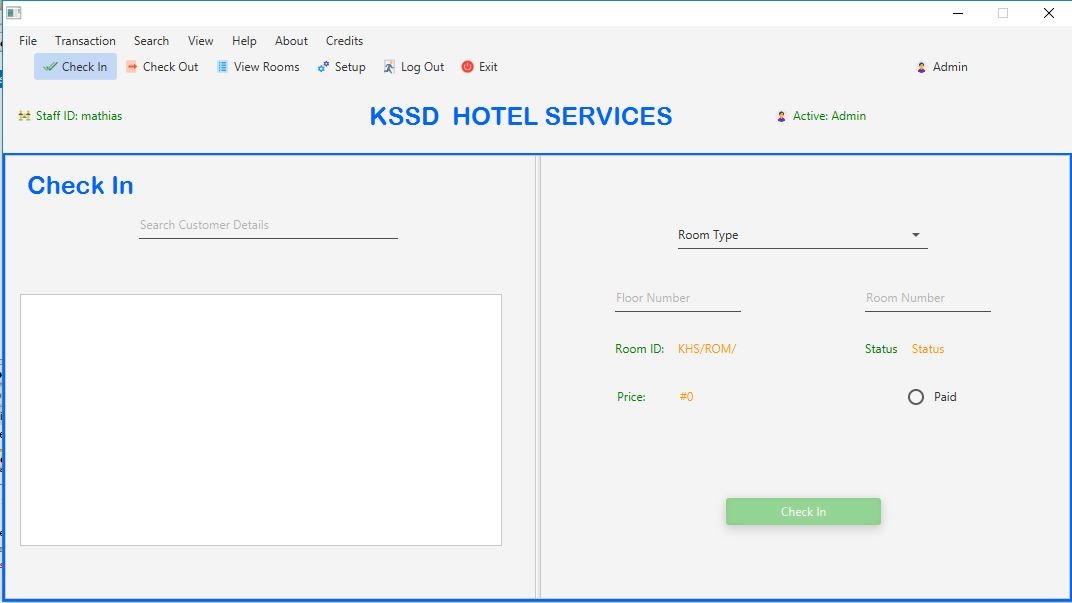 File Transaction Search View Help About Credits
Check In Check Out View Rooms Setup Log Out Exit Admin
Staff ID: mathias KSSD HOTEL SERVICES Active: Admin
Check In
Search Customer Details
Room Type
Floor Number Room Number
Room ID: KHS/ROM/ Status Status
Price: #0 Paid
Check In